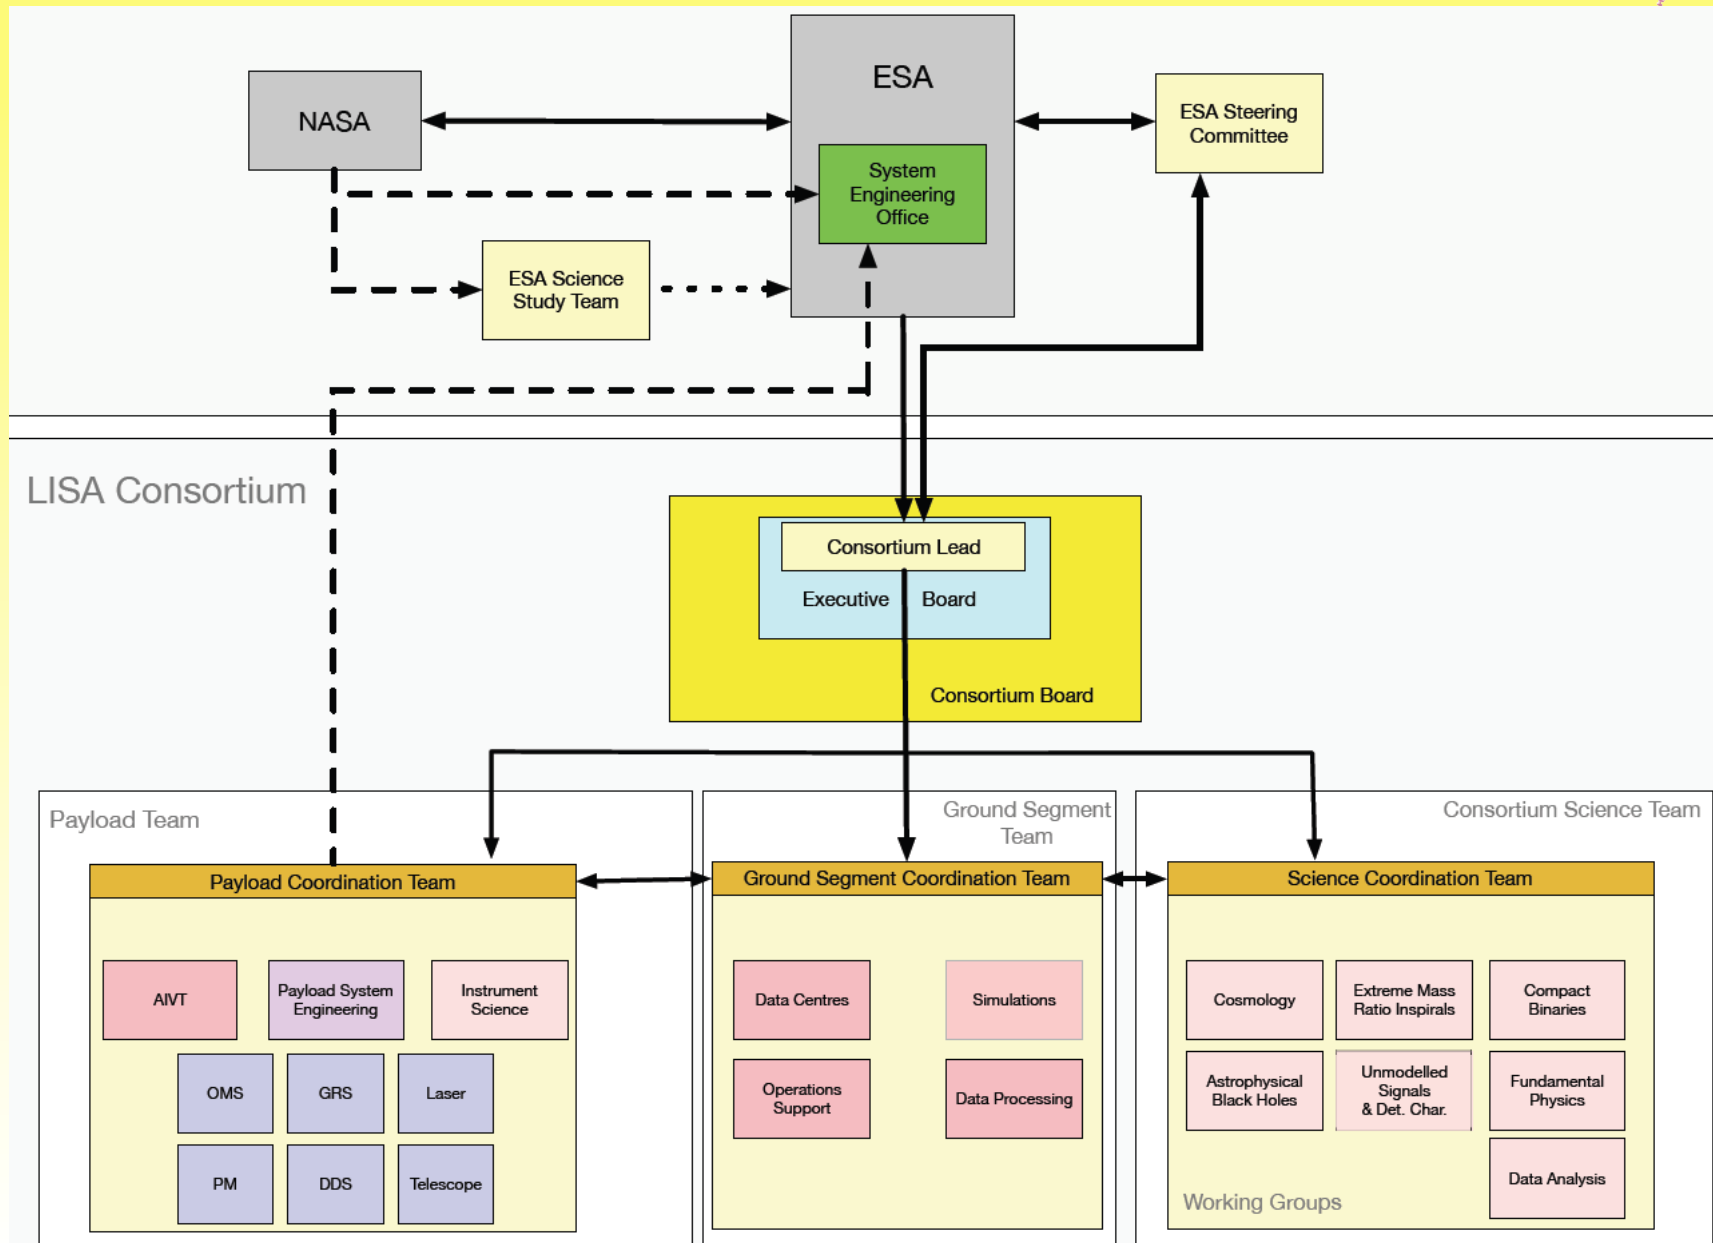 ESA
NASA
ESA Steering
Committee
System
Engineering
Office
ESA Science
Study Team
LISA Consortium
Consortium Lead
Executive Board
Consortium Board
Payload Team
Ground Segment
Team
Consortium Science Team
Payload Coordination Team
Ground Segment Coordination Team
Science Coordination Team
AIVT
Payload System
Engineering
Instrument
Science
OMS
GRS
Laser
PM
DDS
Telescope
Data Centres
Simulations
Operations
Support
Data Processing
Cosmology
Extreme Mass
Ratio Inspirals
Compact
Binaries
Astrophysical
Black Holes
Unmodelled
Signals
& Det. Char.
Fundamental
Physics
Data Analysis
Working Groups